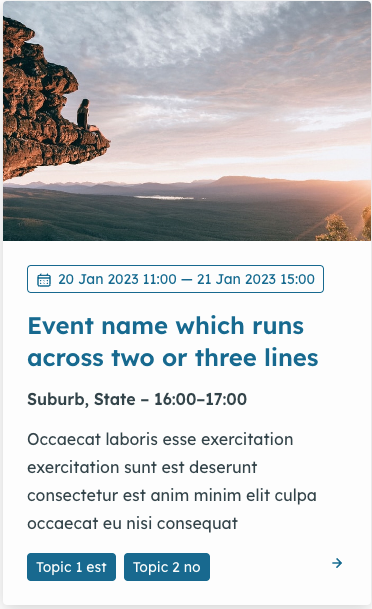 20 Jan 2023 11:00 — 21 Jan 2023 15:00
Event name which runs
across two or three lines
Suburb, State – 16:00–17:00
Occaecat laboris esse exercitation
exercitation sunt est deserunt
consectetur est anim minim elit culpa
occaecat eu nisi consequat
Topic 1 est Topic 2 no